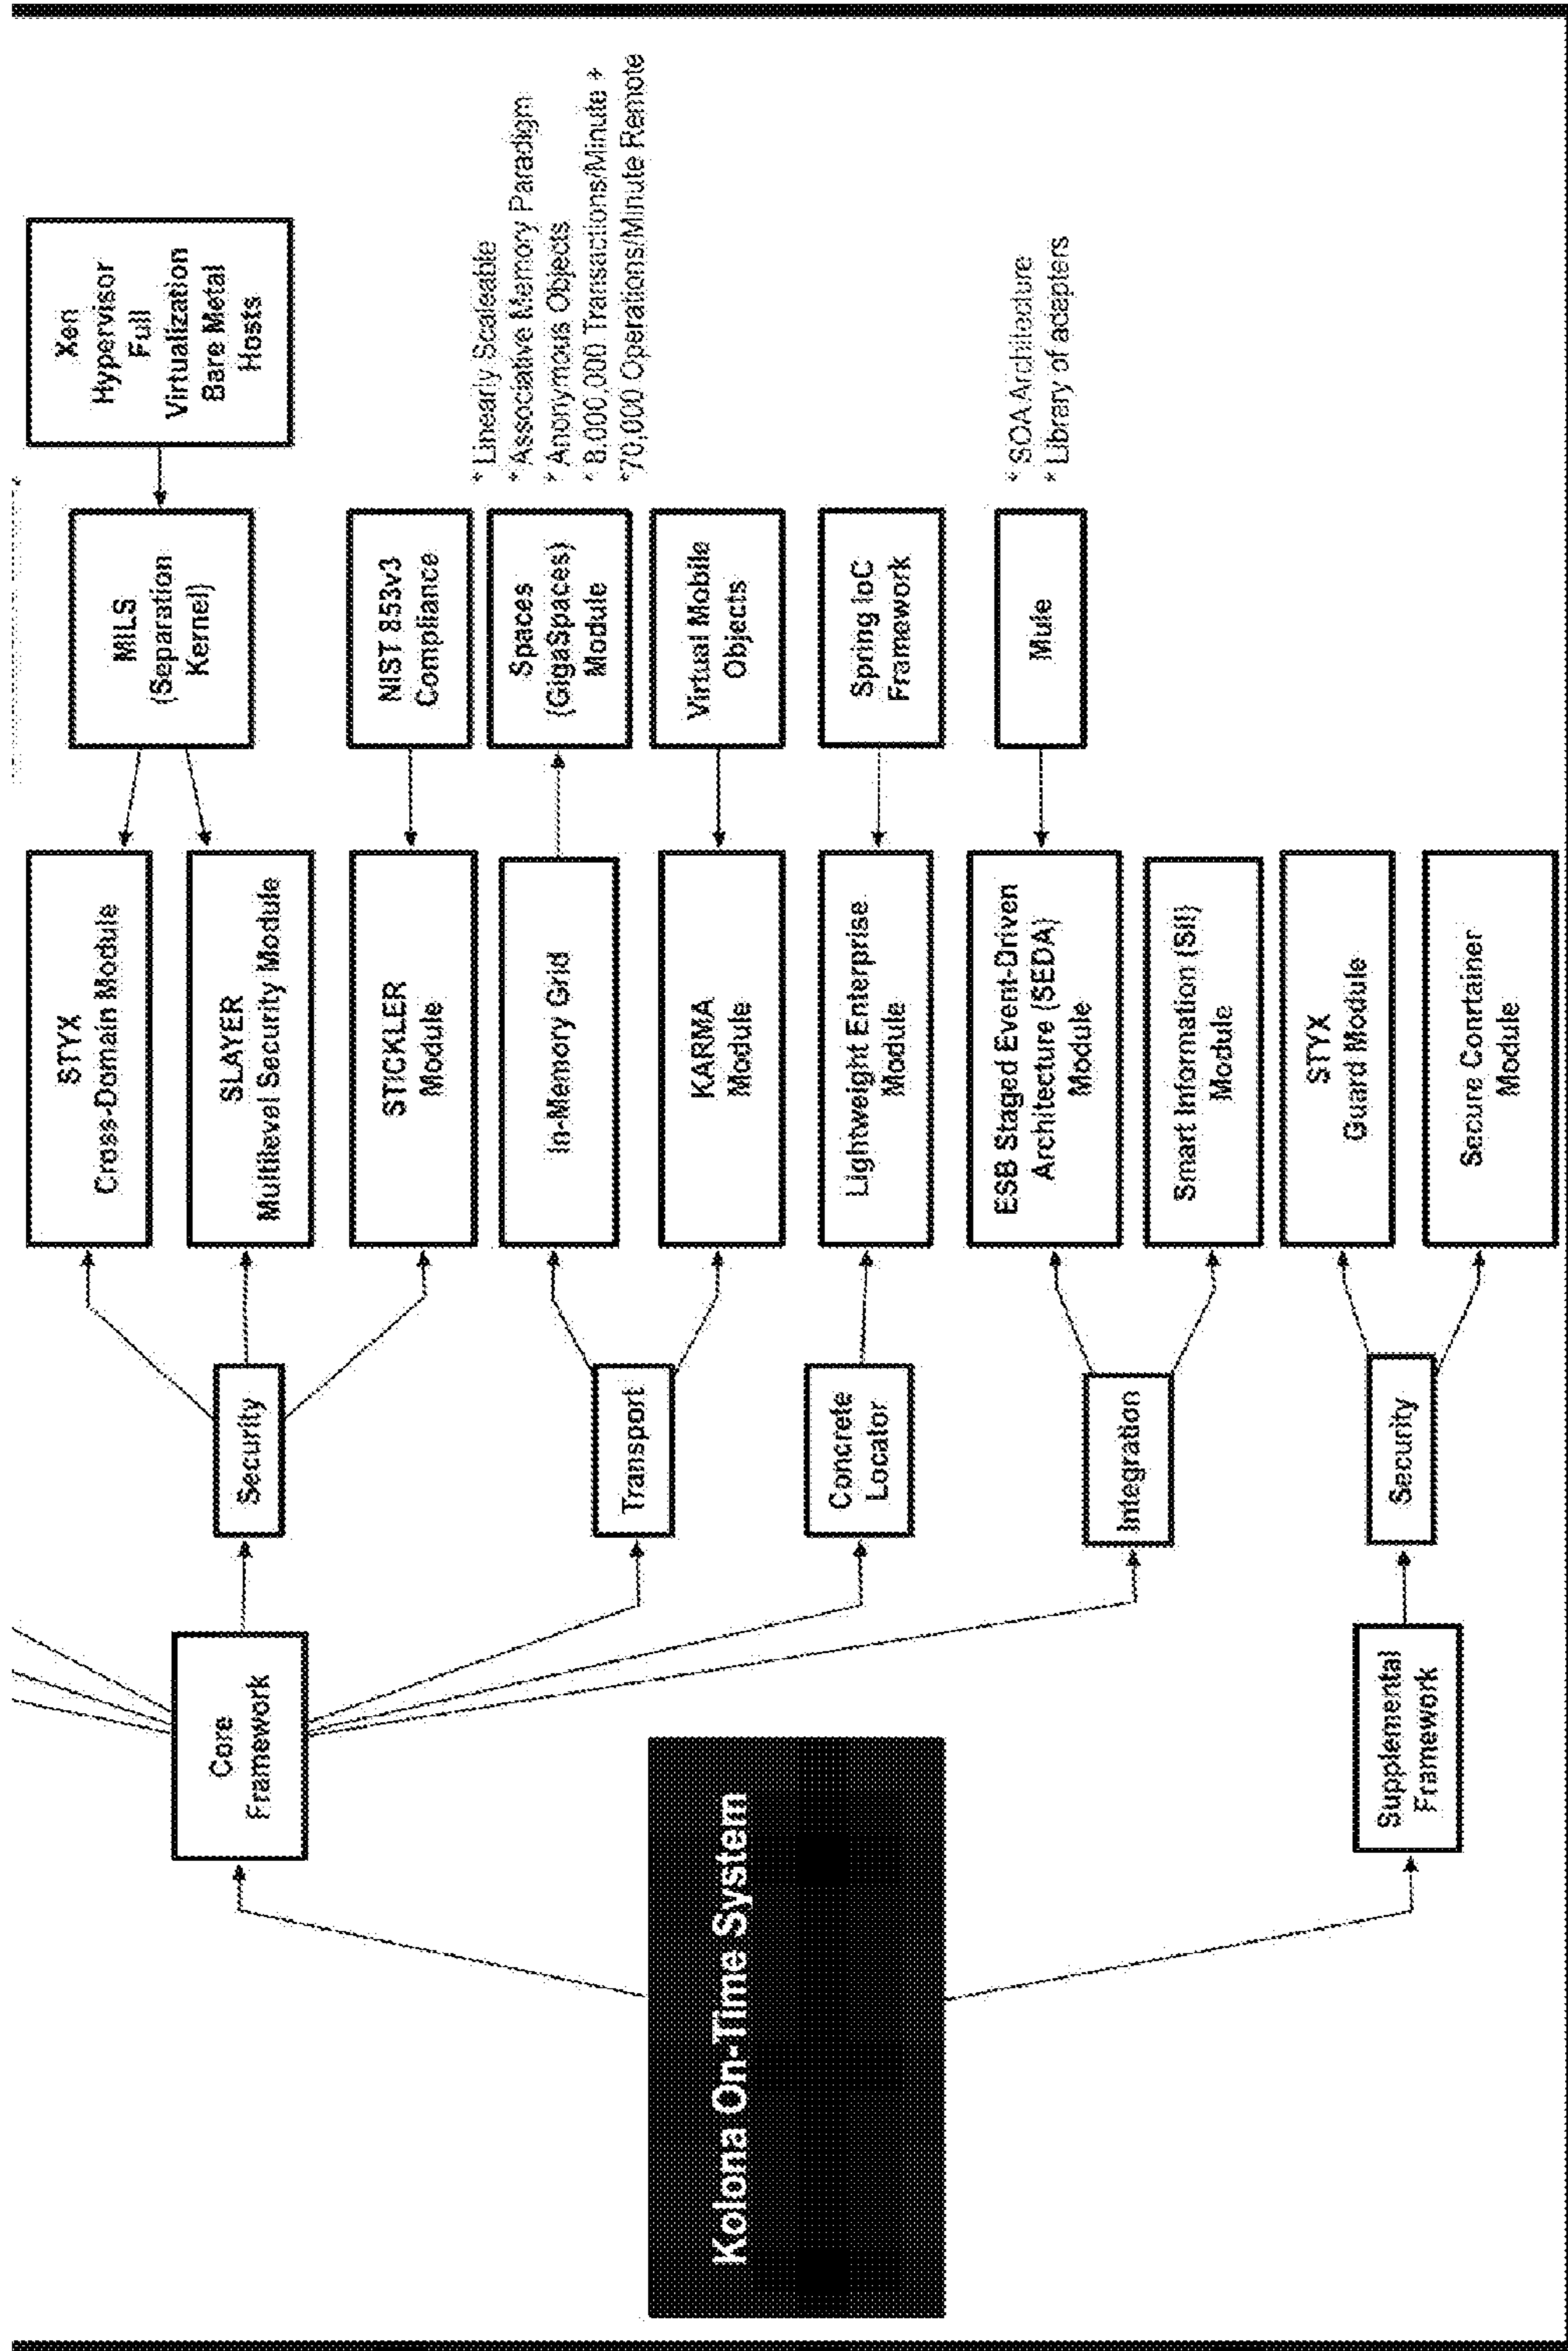 Kolona On-Time System
Core
Framework
Supplemental
Framework
Security
Transport
Concrete
Locator
Integration
Security
STYX
Cross-Domain Module
SLAYER
Multilevel Security Module
STICKLER
Module
In-Memory Grid
KARMA
Module
Lightweight Enterprise
Module
ESB Staged Event-Driven
Architecture (SEDA)
Module
Smart Information (SII)
Module
STYX
Guard Module
Secure Conrtainer
Module
MILS
(Separation
Kernel)
NIST 853v3
Compliance
Spaces
(GigaSpaces)
Module
Virtual Mobile
Objects
Spring IoC
Framework
Mule
Xen
Hypervisor
Full
Virtualization
Bare Metal
Hosts
* Linearly Scaleable
* Associative Memory Paradigm
* Anonymous Objects
* 8,000,000 Transactions/Minute +
*70,000 Operations/Minute Remote
* SOA Architecture
* Library of adapters